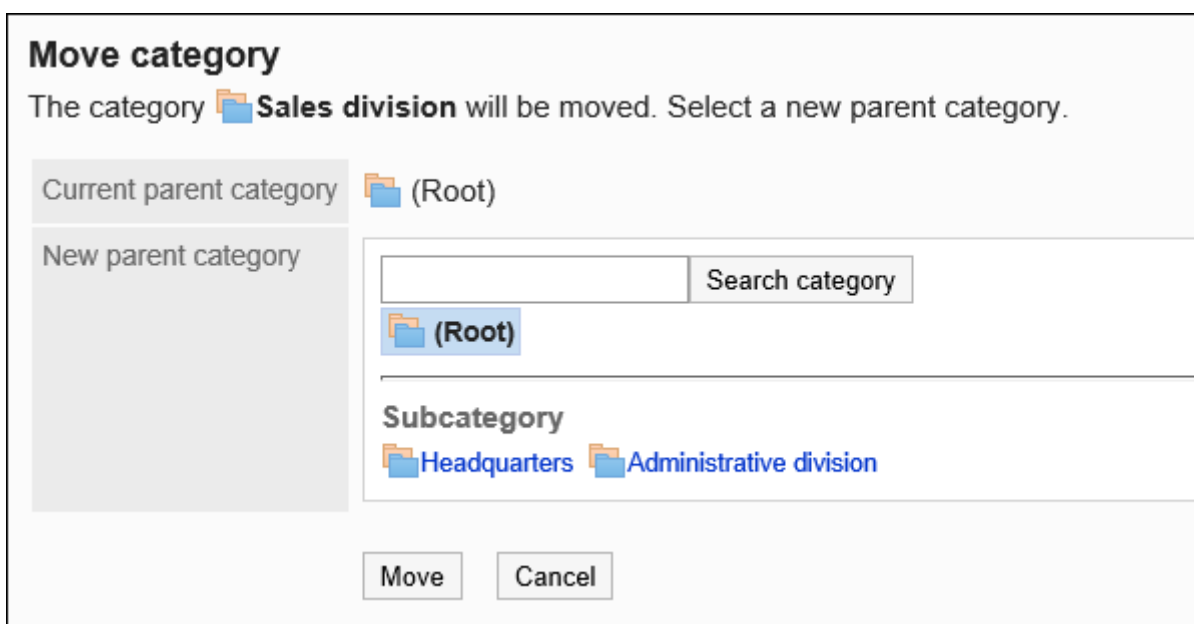 Move category
The category Sales division will be moved. Select a new parent category.
Current parent category (Root)
New parent category
Search category
(Root)
Subcategory
Headquarters Administrative division
Move Cancel